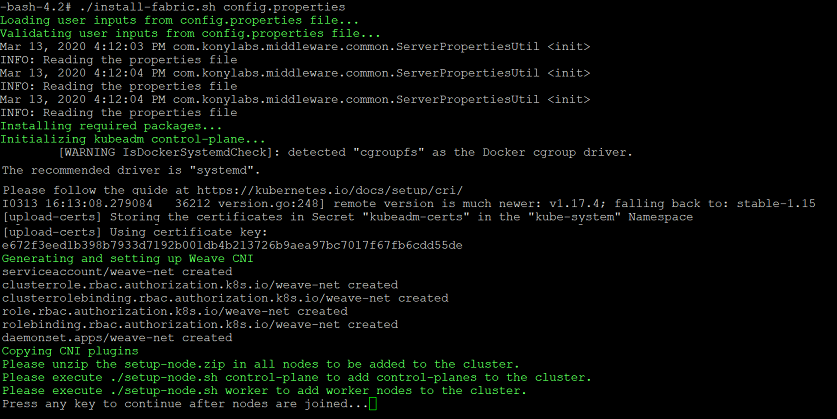 -bash-4.2# ./install-fabric.sh config.properties
Loading user inputs from config.properties file...
Validating user inputs from config.properties file...
Mar 13, 2020 4:12:03 PM com.konylabs.middleware.common.ServerPropertiesUtil <init>
INFO: Reading the properties file
Mar 13, 2020 4:12:04 PM com.konylabs.middleware.common.ServerPropertiesUtil <init>
INFO: Reading the properties file
Mar 13, 2020 4:12:04 PM com.konylabs.middleware.common.ServerPropertiesUtil <init>
INFO: Reading the properties file
Installing required packages...
Initializing kubeadm control-plane...
[WARNING IsDockerSystemdCheck]: detected "cgroupfs" as the Docker cgroup driver.
The recommended driver is "systemd".
Please follow the guide at https://kubernetes.io/docs/setup/cri/
I0313 16:13:08.279084 36212 version.go:248] remote version is much newer: v1.17.4; falling back to: stable-1.15
[upload-certs] Storing the certificates in Secret "kubeadm-certs" in the "kube-system" Namespace
[upload-certs] Using certificate key:
e672f3eed1b398b7933d7192b001db4b213726b9aea97bc7017f67fb6cdd55de
Generating and setting up Weave CNI
serviceaccount/weave-net created
clusterrole.rbac.authorization.k8s.io/weave-net created
clusterrolebinding.rbac.authorization.k8s.io/weave-net created
role.rbac.authorization.k8s.io/weave-net created
rolebinding.rbac.authorization.k8s.io/weave-net created
daemonset.apps/weave-net created
Copying CNI plugins
Please unzip the setup-node.zip in all nodes to be added to the cluster.
Please execute ./setup-node.sh control-plane to add control-planes to the cluster.
Please execute ./setup-node.sh worker to add worker nodes to the cluster.
Press any key to continue after nodes are joined...